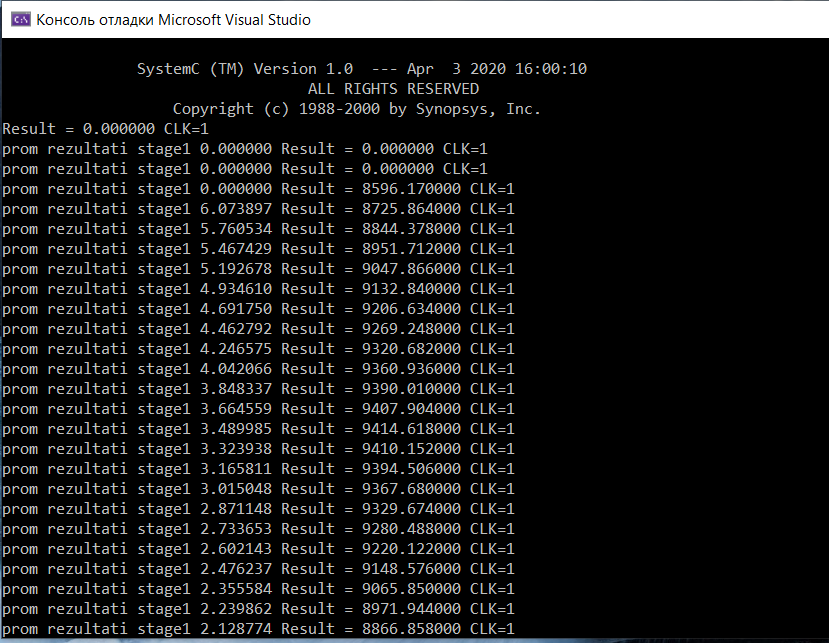 C:\ Консоль отладки Microsoft Visual Studio
SystemC (TM) Version 1.0  --- Apr  3 2020 16:00:10
ALL RIGHTS RESERVED
Copyright (c) 1988-2000 by Synopsys, Inc.
Result = 0.000000 CLK=1
prom rezultati stage1 0.000000 Result = 0.000000 CLK=1
prom rezultati stage1 0.000000 Result = 0.000000 CLK=1
prom rezultati stage1 0.000000 Result = 8596.170000 CLK=1
prom rezultati stage1 6.073897 Result = 8725.864000 CLK=1
prom rezultati stage1 5.760534 Result = 8844.378000 CLK=1
prom rezultati stage1 5.467429 Result = 8951.712000 CLK=1
prom rezultati stage1 5.192678 Result = 9047.866000 CLK=1
prom rezultati stage1 4.934610 Result = 9132.840000 CLK=1
prom rezultati stage1 4.691750 Result = 9206.634000 CLK=1
prom rezultati stage1 4.462792 Result = 9269.248000 CLK=1
prom rezultati stage1 4.246575 Result = 9320.682000 CLK=1
prom rezultati stage1 4.042066 Result = 9360.936000 CLK=1
prom rezultati stage1 3.848337 Result = 9390.010000 CLK=1
prom rezultati stage1 3.664559 Result = 9407.904000 CLK=1
prom rezultati stage1 3.489985 Result = 9414.618000 CLK=1
prom rezultati stage1 3.323938 Result = 9410.152000 CLK=1
prom rezultati stage1 3.165811 Result = 9394.506000 CLK=1
prom rezultati stage1 3.015048 Result = 9367.680000 CLK=1
prom rezultati stage1 2.871148 Result = 9329.674000 CLK=1
prom rezultati stage1 2.733653 Result = 9280.488000 CLK=1
prom rezultati stage1 2.602143 Result = 9220.122000 CLK=1
prom rezultati stage1 2.476237 Result = 9148.576000 CLK=1
prom rezultati stage1 2.355584 Result = 9065.850000 CLK=1
prom rezultati stage1 2.239862 Result = 8971.944000 CLK=1
prom rezultati stage1 2.128774 Result = 8866.858000 CLK=1